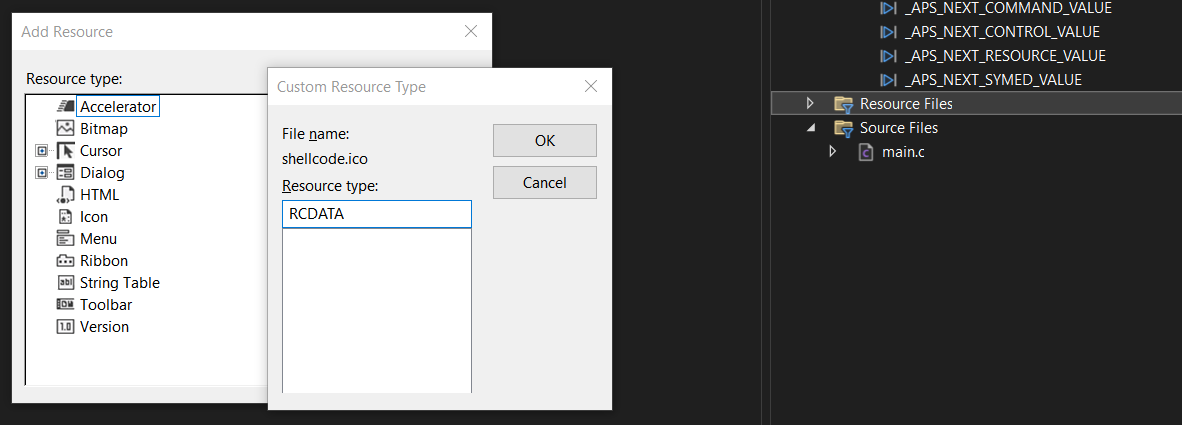 Add Resource
Resource type:
Accelerator
Bitmap
Cursor
Dialog
HTML
Icon
Menu
Ribbon
String Table
Toolbar
Version
Custom Resource Type
File name:
shellcode.ico
Resource type:
RCDATA
OK
Cancel
_APS_NEXT_COMMAND_VALUE
_APS_NEXT_CONTROL_VALUE
_APS_NEXT_RESOURCE_VALUE
_APS_NEXT_SYMED_VALUE
Resource Files
Source Files
main.c